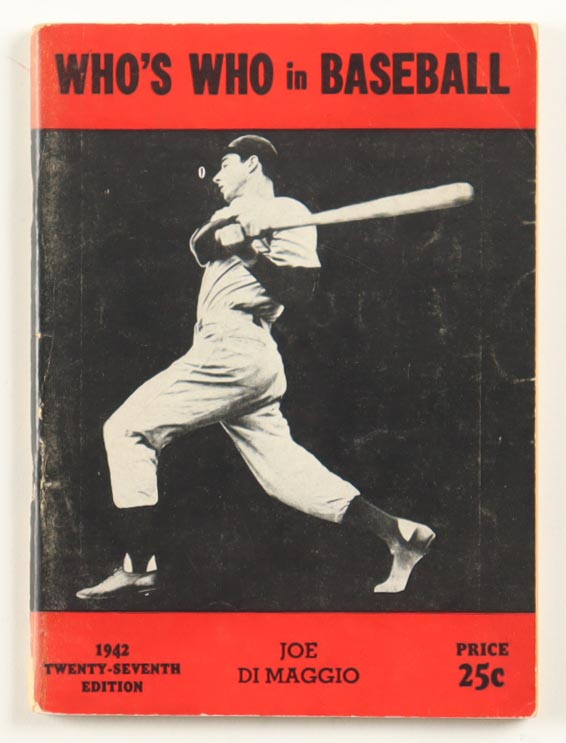 WHO'S WHO in BASEBALL
1942
TWENTY-SEVENTH
EDITION
JOE
DI MAGGIO
PRICE
25c